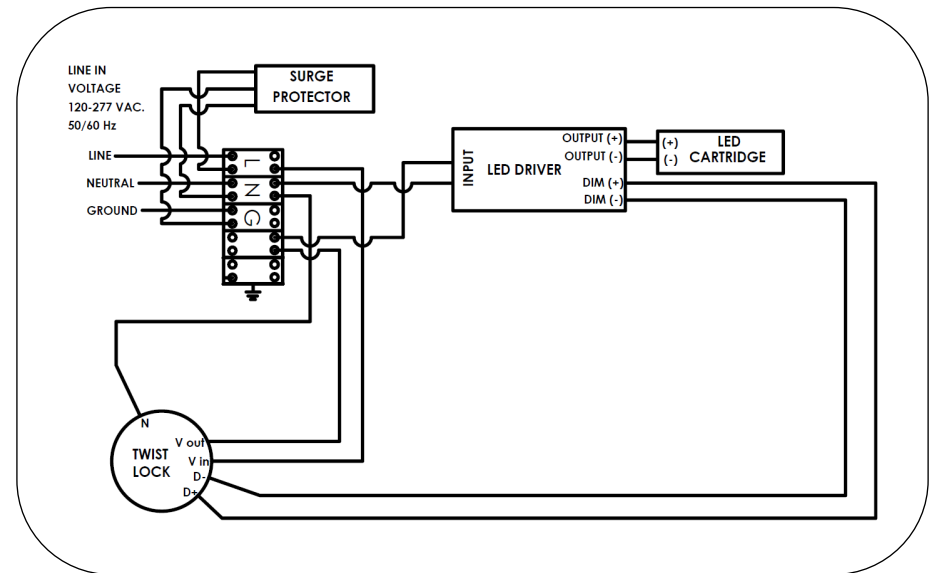 LINE IN
VOLTAGE
120-277 VAC.
50/60 Hz
SURGE
PROTECTOR
LINE
NEUTRAL
GROUND
L
N
G
INPUT
LED DRIVER
OUTPUT (+)
OUTPUT (-)
DIM (+)
DIM (-)
(+)
(-)
LED
CARTRIDGE
N
TWIST
LOCK
V out
V in
D-
D+